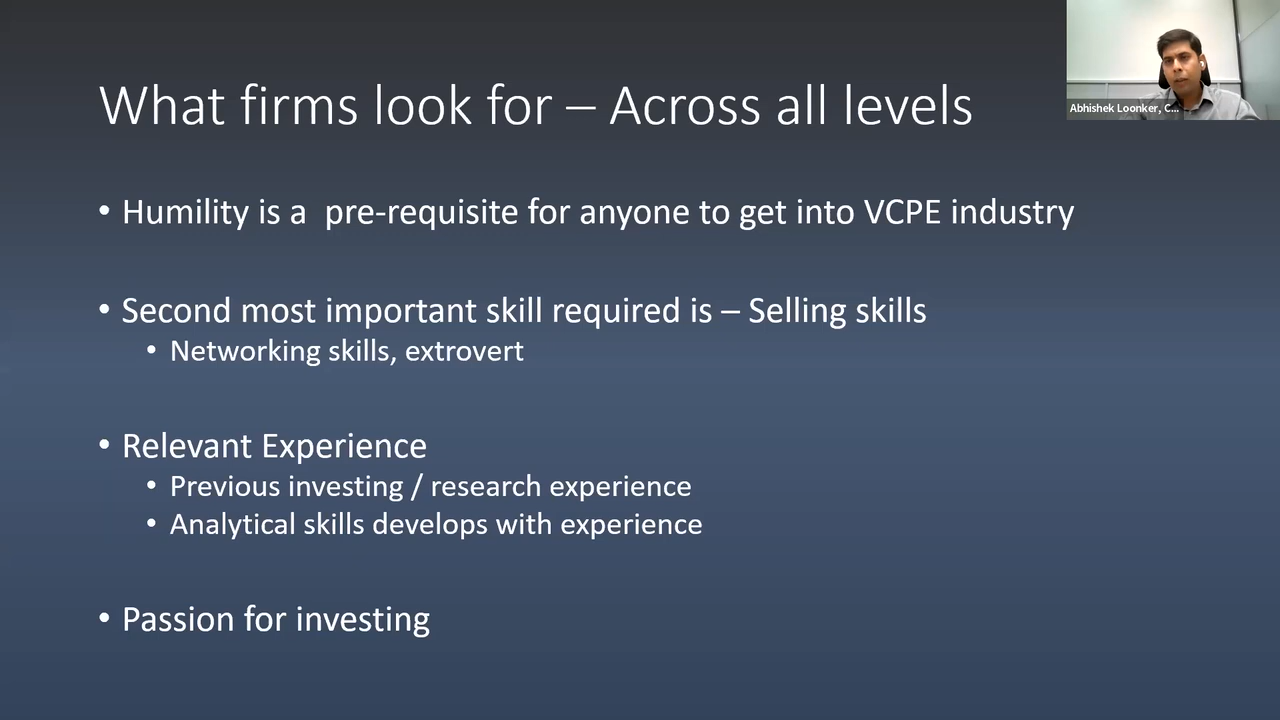 What firms look for – Across all levels
Abhishek Loonker, C...
• Humility is a  pre-requisite for anyone to get into VCPE industry
• Second most important skill required is – Selling skills
• Networking skills, extrovert
• Relevant Experience
• Previous investing / research experience
• Analytical skills develops with experience
• Passion for investing